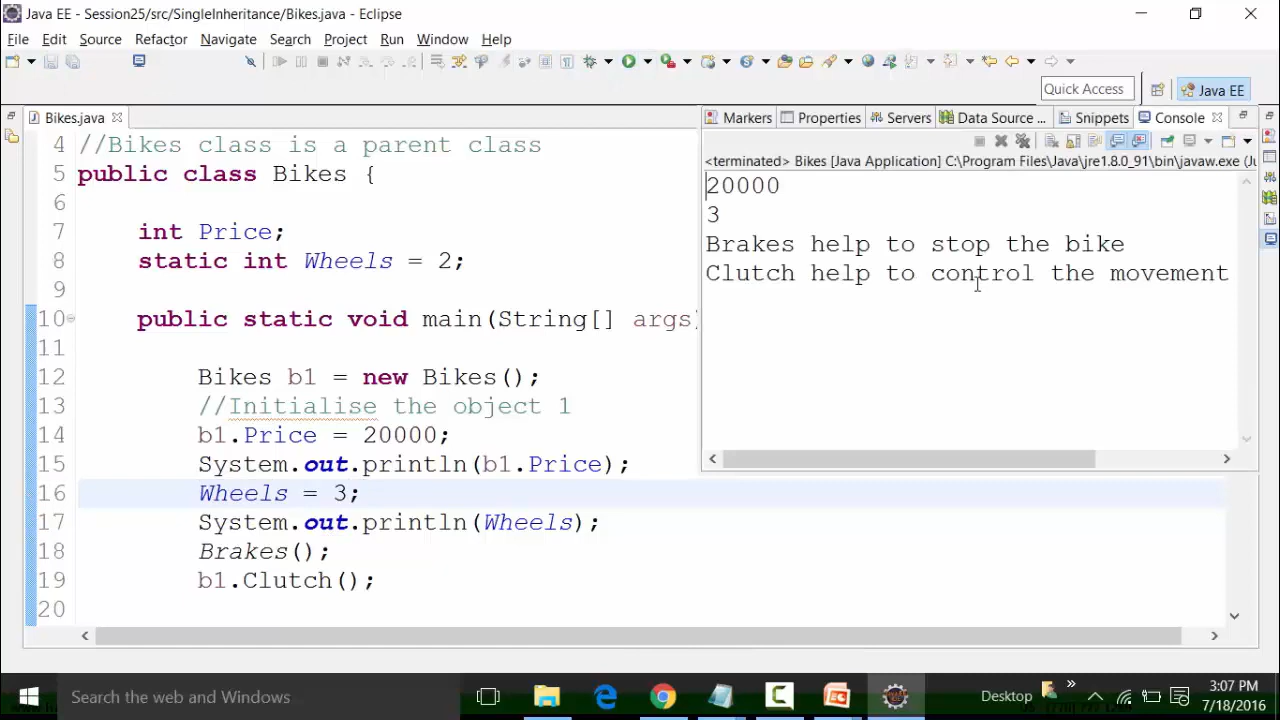 Java EE - Session25/src/SingleInheritance/Bikes.java - Eclipse
File Edit Source Refactor Navigate Search Project Run Window Help
Quick Access
Java EE
Bikes.java
Markers Properties Servers Data Source ... Snippets Console
<terminated> Bikes [Java Application] C:\Program Files\Java\jre1.8.0_91\bin\javaw.exe (Ju
20000
3
Brakes help to stop the bike
Clutch help to control the movement
4 //Bikes class is a parent class
5 public class Bikes {
6
7 int Price;
8 static int Wheels = 2;
9
10 public static void main(String[] args)
11
12 Bikes b1 = new Bikes();
13 //Initialise the object 1
14 b1.Price = 20000;
15 System.out.println(b1.Price);
16 Wheels = 3;
17 System.out.println(Wheels);
18 Brakes();
19 b1.Clutch();
20
Search the web and Windows
Desktop
3:07 PM
7/18/2016